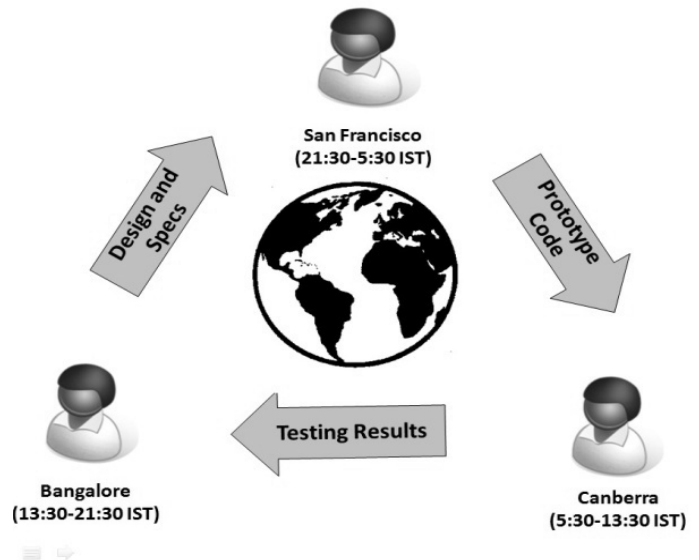 San Francisco
(21:30-5:30 IST)
Design and
Specs
Prototype
Code
Testing Results
Bangalore
(13:30-21:30 IST)
Canberra
(5:30-13:30 IST)